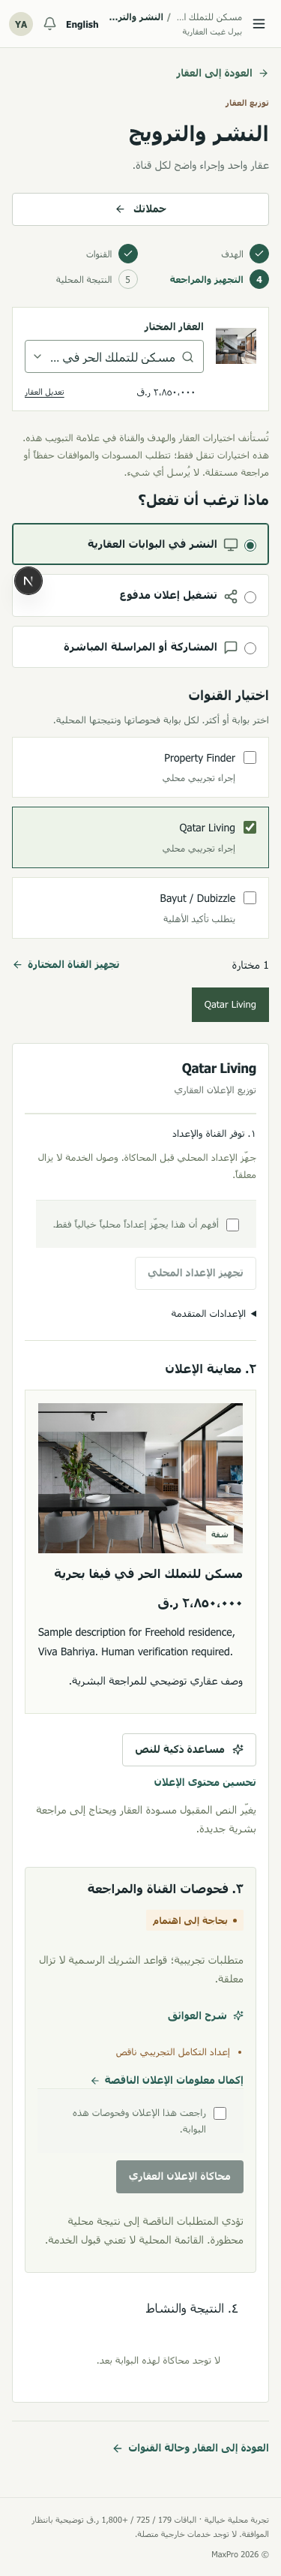 مسكن للتملك ا... / النشر والتر...
بيرل غيت العقارية
English
YA
العودة إلى العقار
توزيع العقار
النشر والترويج
عقار واحد وإجراء واضح لكل قناة.
حملاتك
الهدف
القنوات
4 التجهيز والمراجعة
5 النتيجة المحلية
العقار المختار
مسكن للتملك الحر في ...
٢،٨٥٠،٠٠٠ ر.ق
تعديل العقار
تُستأنف اختيارات العقار والهدف والقناة في علامة التبويب هذه.
هذه اختيارات تنقل فقط؛ تتطلب المسودات والموافقات حفظاً أو
مراجعة مستقلة. لا يُرسل أي شيء.
ماذا ترغب أن تفعل؟
النشر في البوابات العقارية
تشغيل إعلان مدفوع
المشاركة أو المراسلة المباشرة
اختيار القنوات
اختر بوابة أو أكثر. لكل بوابة فحوصاتها ونتيجتها المحلية.
Property Finder
إجراء تجريبي محلي
Qatar Living
إجراء تجريبي محلي
Bayut / Dubizzle
يتطلب تأكيد الأهلية
1 مختارة
تجهيز القناة المختارة
Qatar Living
Qatar Living
توزيع الإعلان العقاري
١. توفر القناة والإعداد
جهّز الإعداد المحلي قبل المحاكاة. وصول الخدمة لا يزال
معلقاً.
أفهم أن هذا يجهّز إعداداً محلياً خيالياً فقط.
تجهيز الإعداد المحلي
الإعدادات المتقدمة
٢. معاينة الإعلان
شقة
مسكن للتملك الحر في فيفا بحرية
٢،٨٥٠،٠٠٠ ر.ق
Sample description for Freehold residence,
Viva Bahriya. Human verification required.
وصف عقاري توضيحي للمراجعة البشرية.
مساعدة ذكية للنص
تحسين محتوى الإعلان
يغيّر النص المقبول مسودة العقار ويحتاج إلى مراجعة
بشرية جديدة.
٣. فحوصات القناة والمراجعة
بحاجة إلى اهتمام
متطلبات تجريبية؛ قواعد الشريك الرسمية لا تزال
معلقة.
شرح العوائق
إعداد التكامل التجريبي ناقص
إكمال معلومات الإعلان الناقصة
راجعت هذا الإعلان وفحوصات هذه
البوابة.
محاكاة الإعلان العقاري
تؤدي المتطلبات الناقصة إلى نتيجة محلية
محظورة. القائمة المحلية لا تعني قبول الخدمة.
٤. النتيجة والنشاط
لا توجد محاكاة لهذه البوابة بعد.
العودة إلى العقار وحالة القنوات
تجربة محلية خيالية · الباقات 179 / 725 / +1,800 ر.ق توضيحية بانتظار
الموافقة. لا توجد خدمات خارجية متصلة.
© 2026 MaxPro